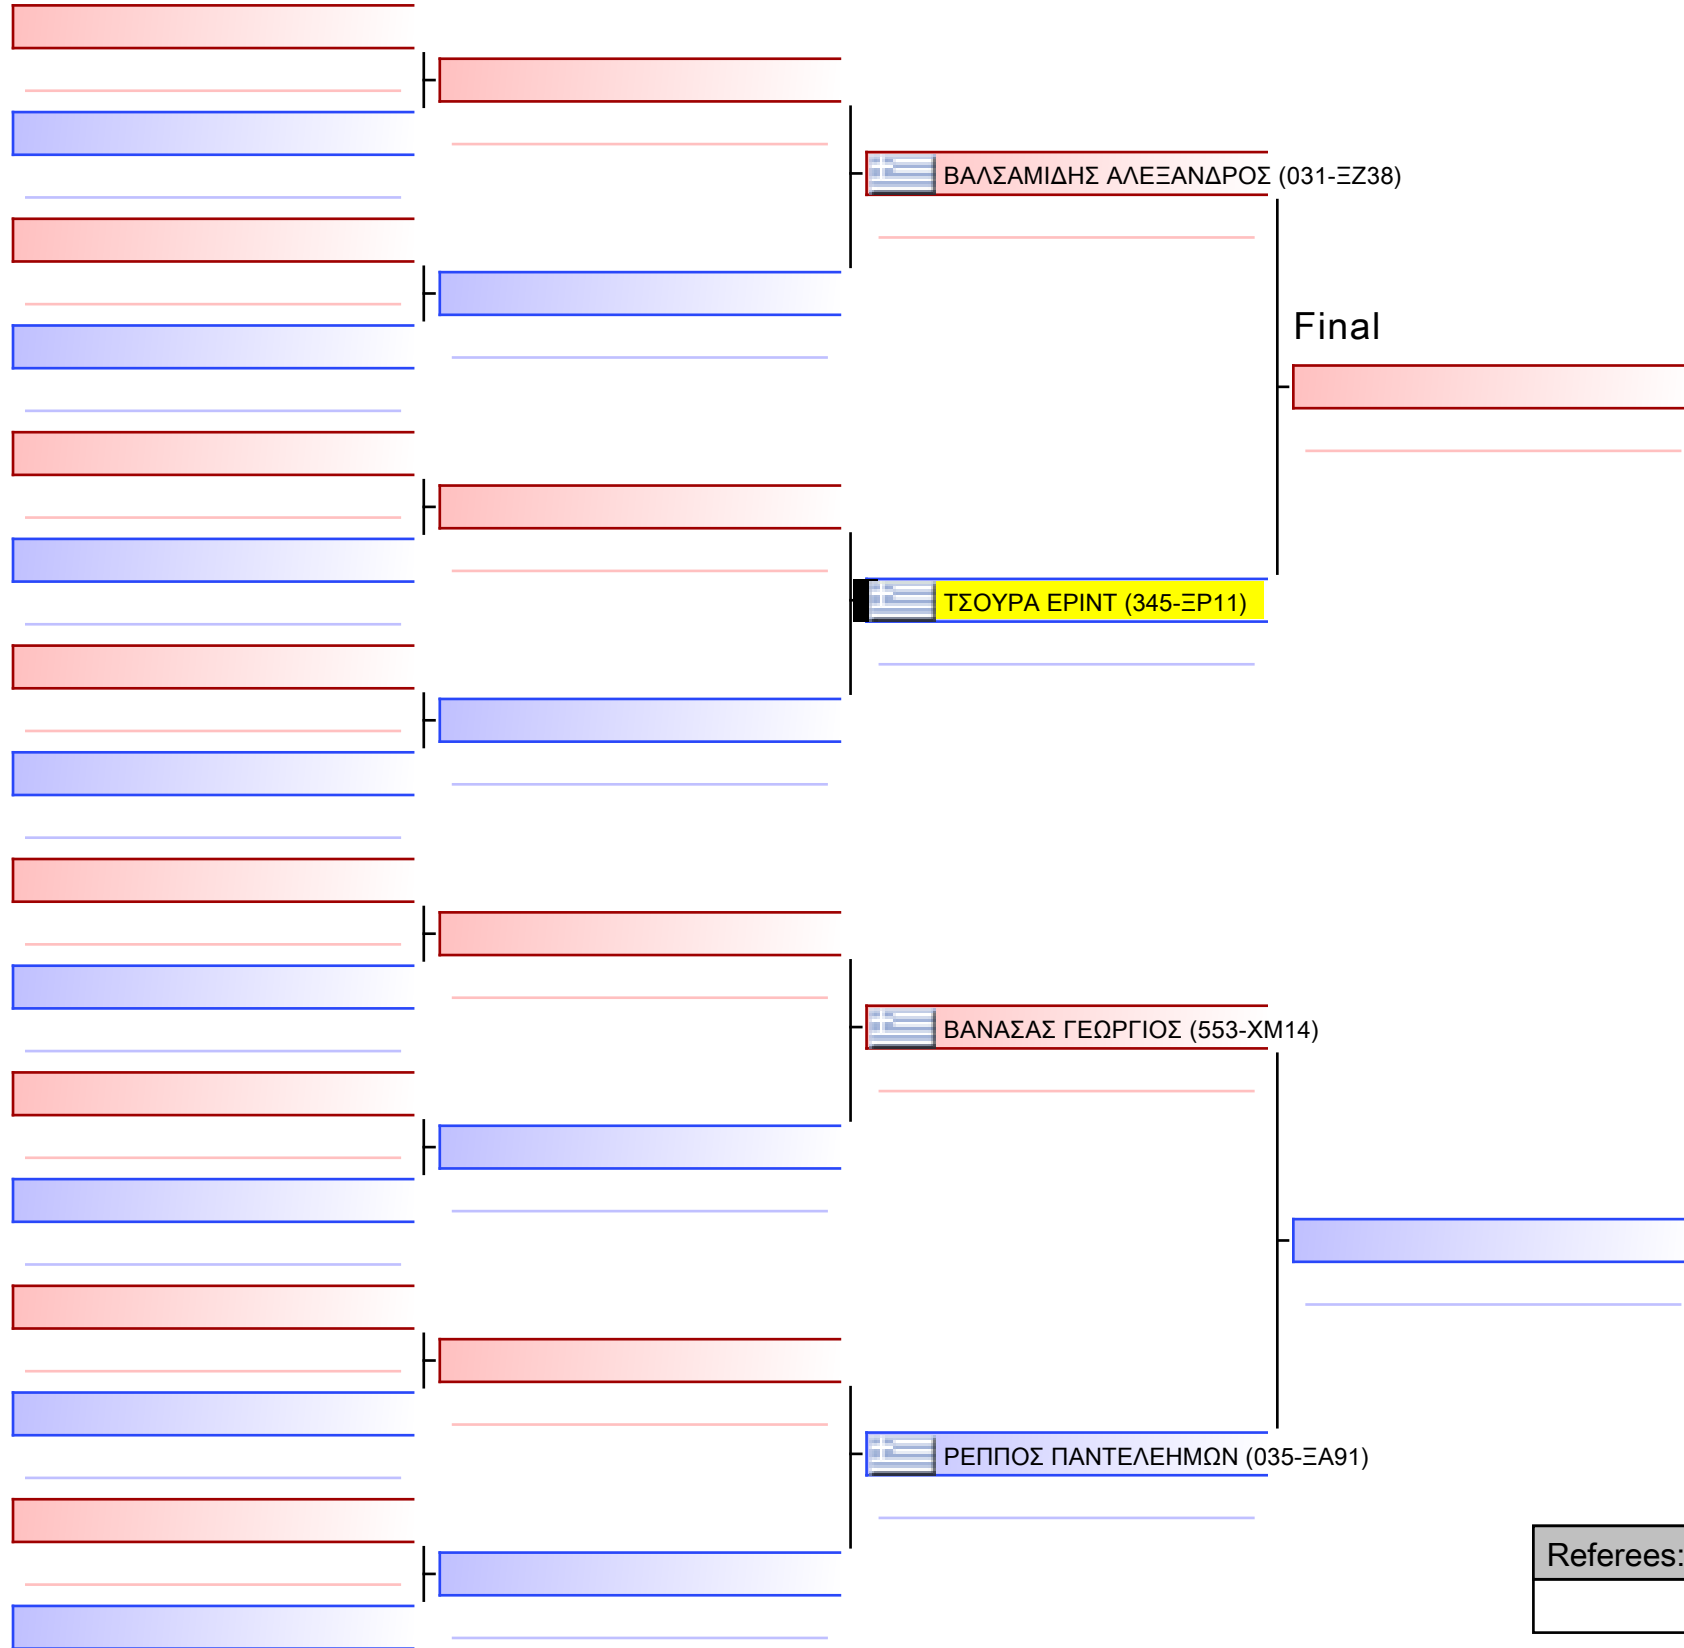 ΒΑΛΣΑΜΙΔΗΣ ΑΛΕΞΑΝΔΡΟΣ (031-ΞΖ38)
Final
ΤΣΟΥΡΑ ΕΡΙΝΤ (345-ΞΡ11)
ΒΑΝΑΣΑΣ ΓΕΩΡΓΙΟΣ (553-ΧΜ14)
ΡΕΠΠΟΣ ΠΑΝΤΕΛΕΗΜΩΝ (035-ΞΑ91)
Referees: